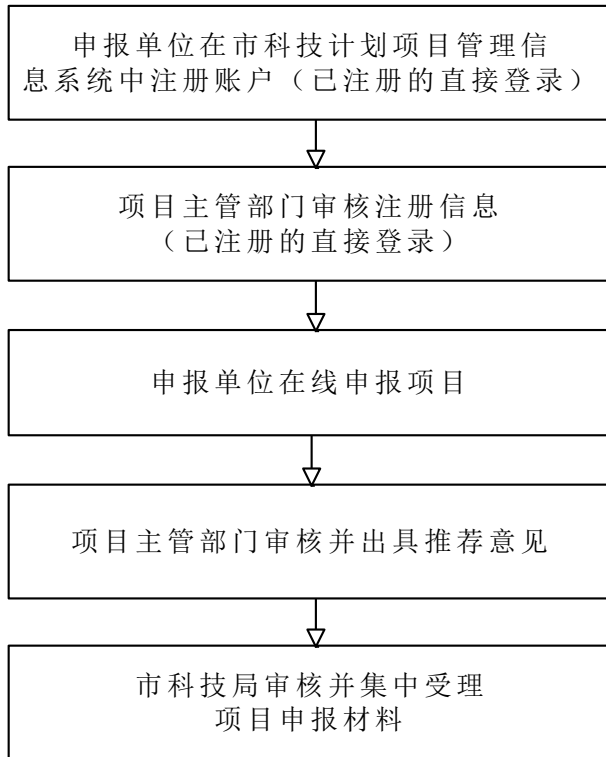 申报单位在市科技计划项目管理信
息系统中注册账户（已注册的直接登录）
项目主管部门审核注册信息
（已注册的直接登录）
申报单位在线申报项目
项目主管部门审核并出具推荐意见
市科技局审核并集中受理
项目申报材料